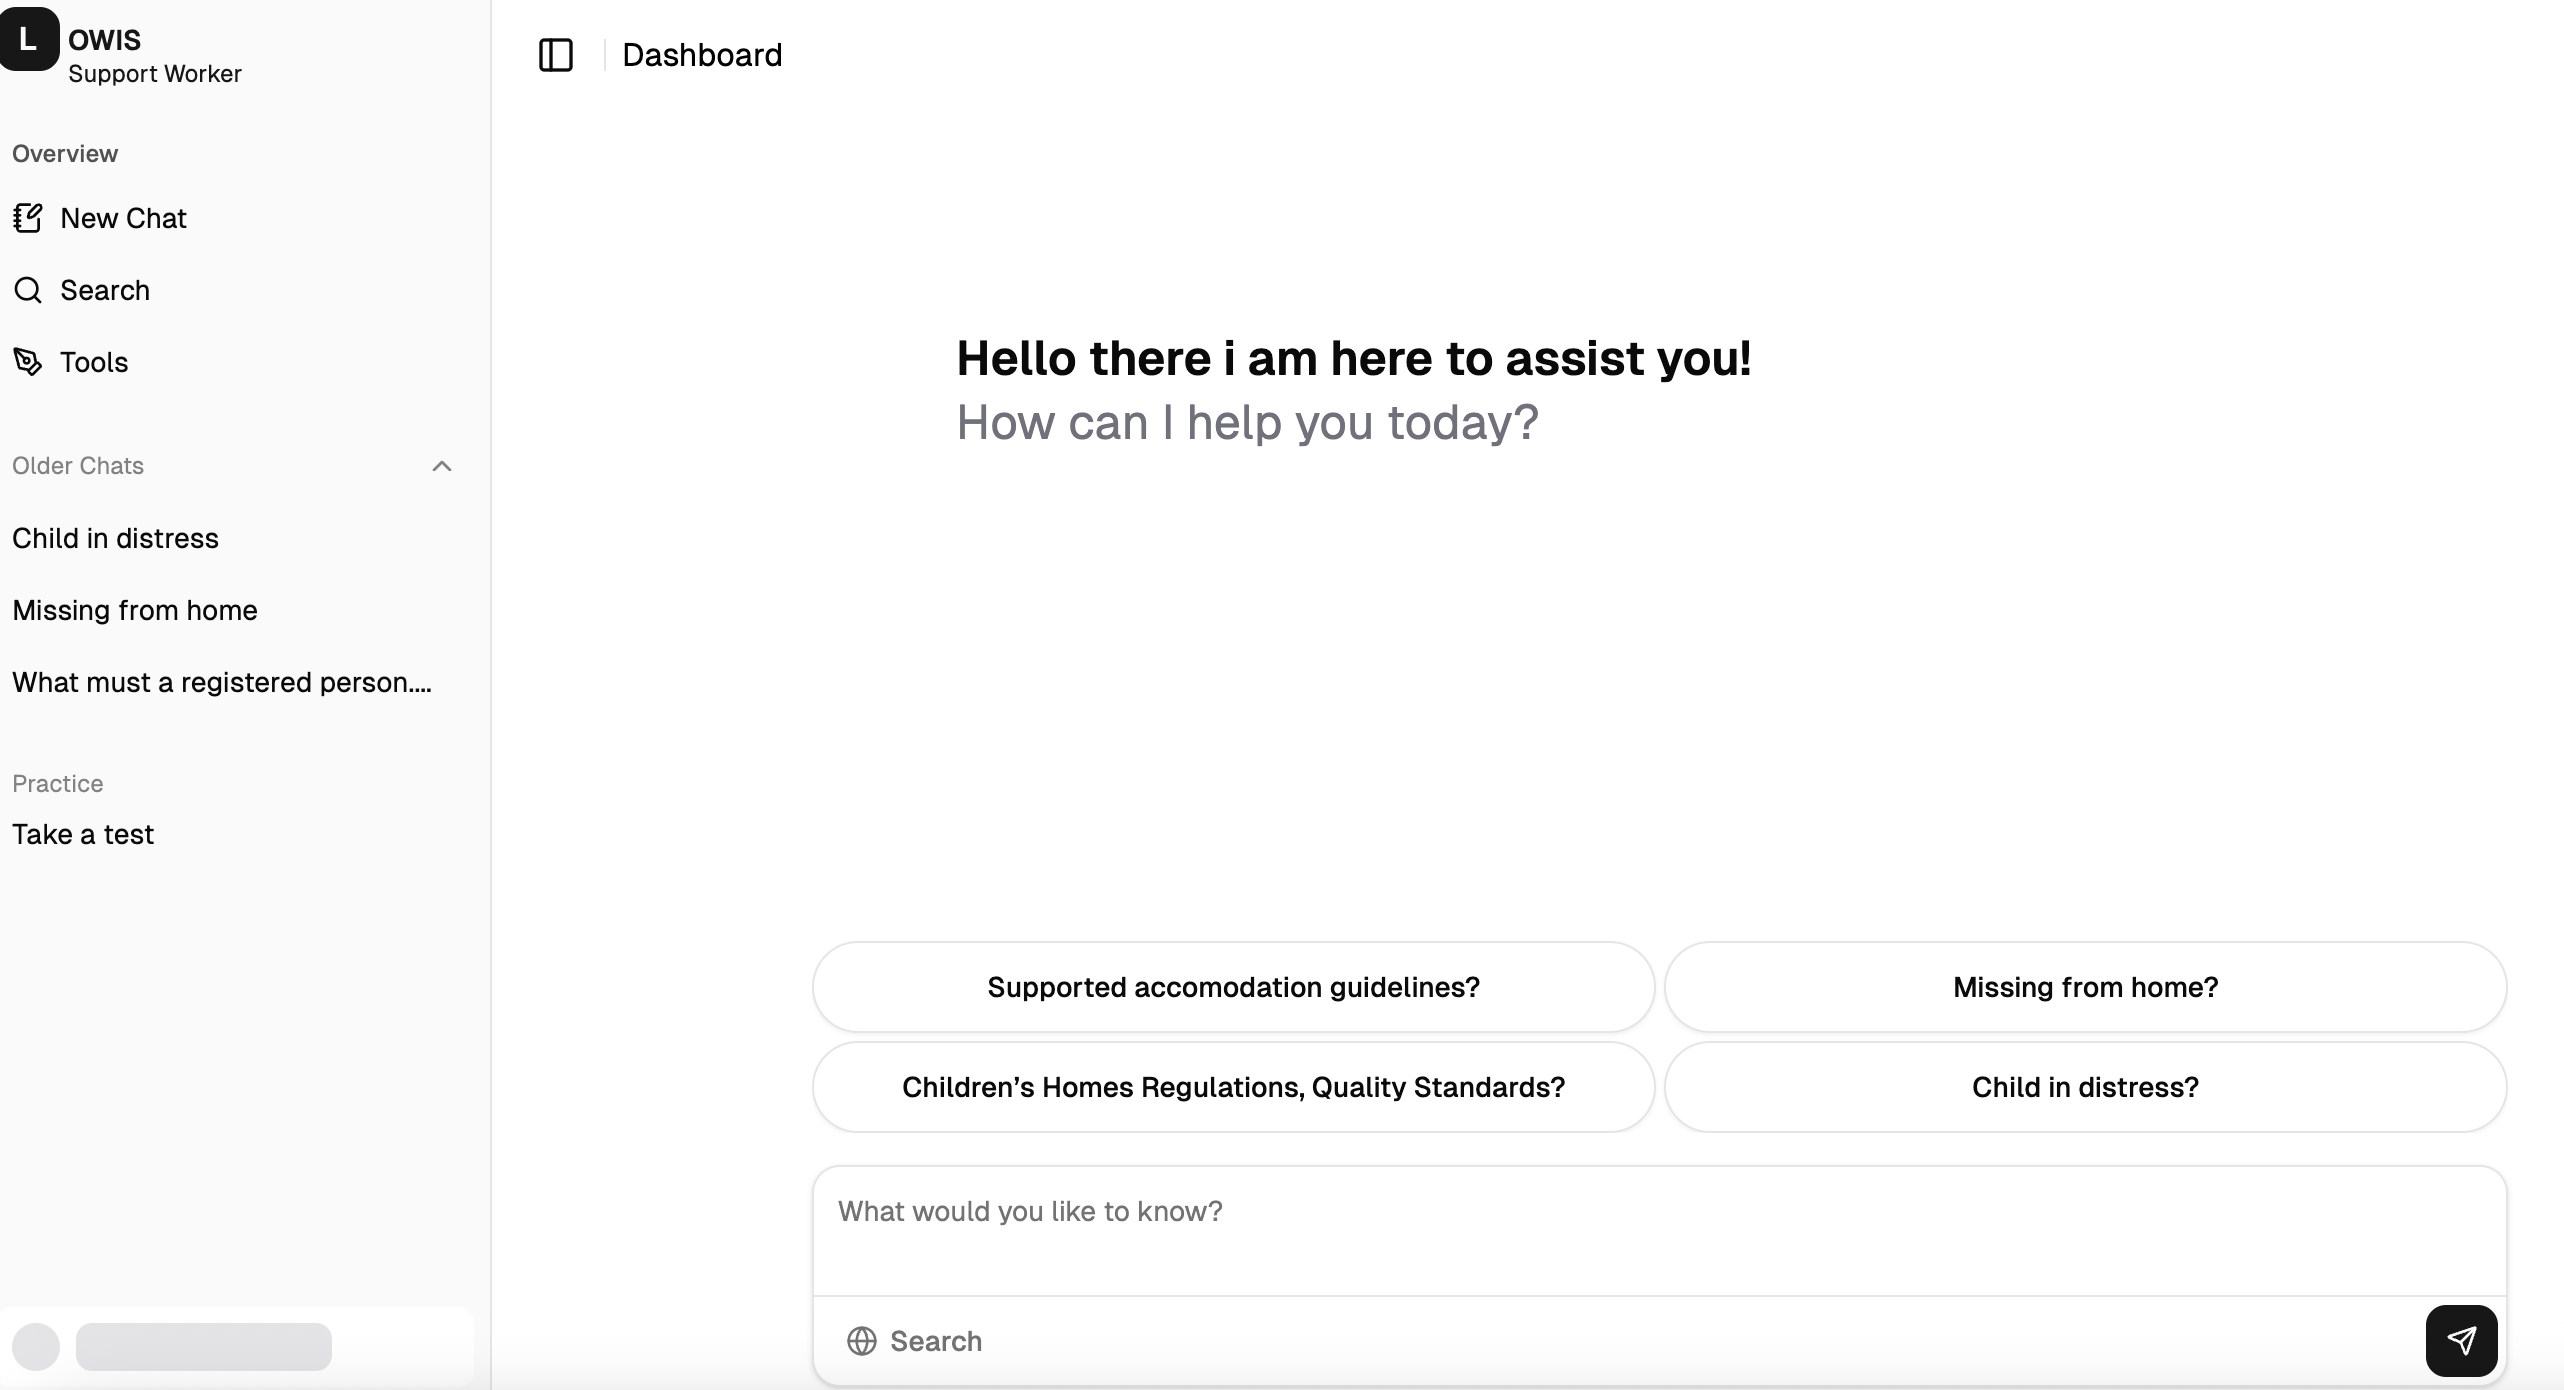 L
OWIS
Support Worker
Overview
New Chat
Search
Tools
Older Chats
Child in distress
Missing from home
What must a registered person....
Practice
Take a test
Dashboard
Hello there i am here to assist you!
How can I help you today?
Supported accomodation guidelines?
Missing from home?
Children’s Homes Regulations, Quality Standards?
Child in distress?
What would you like to know?
Search